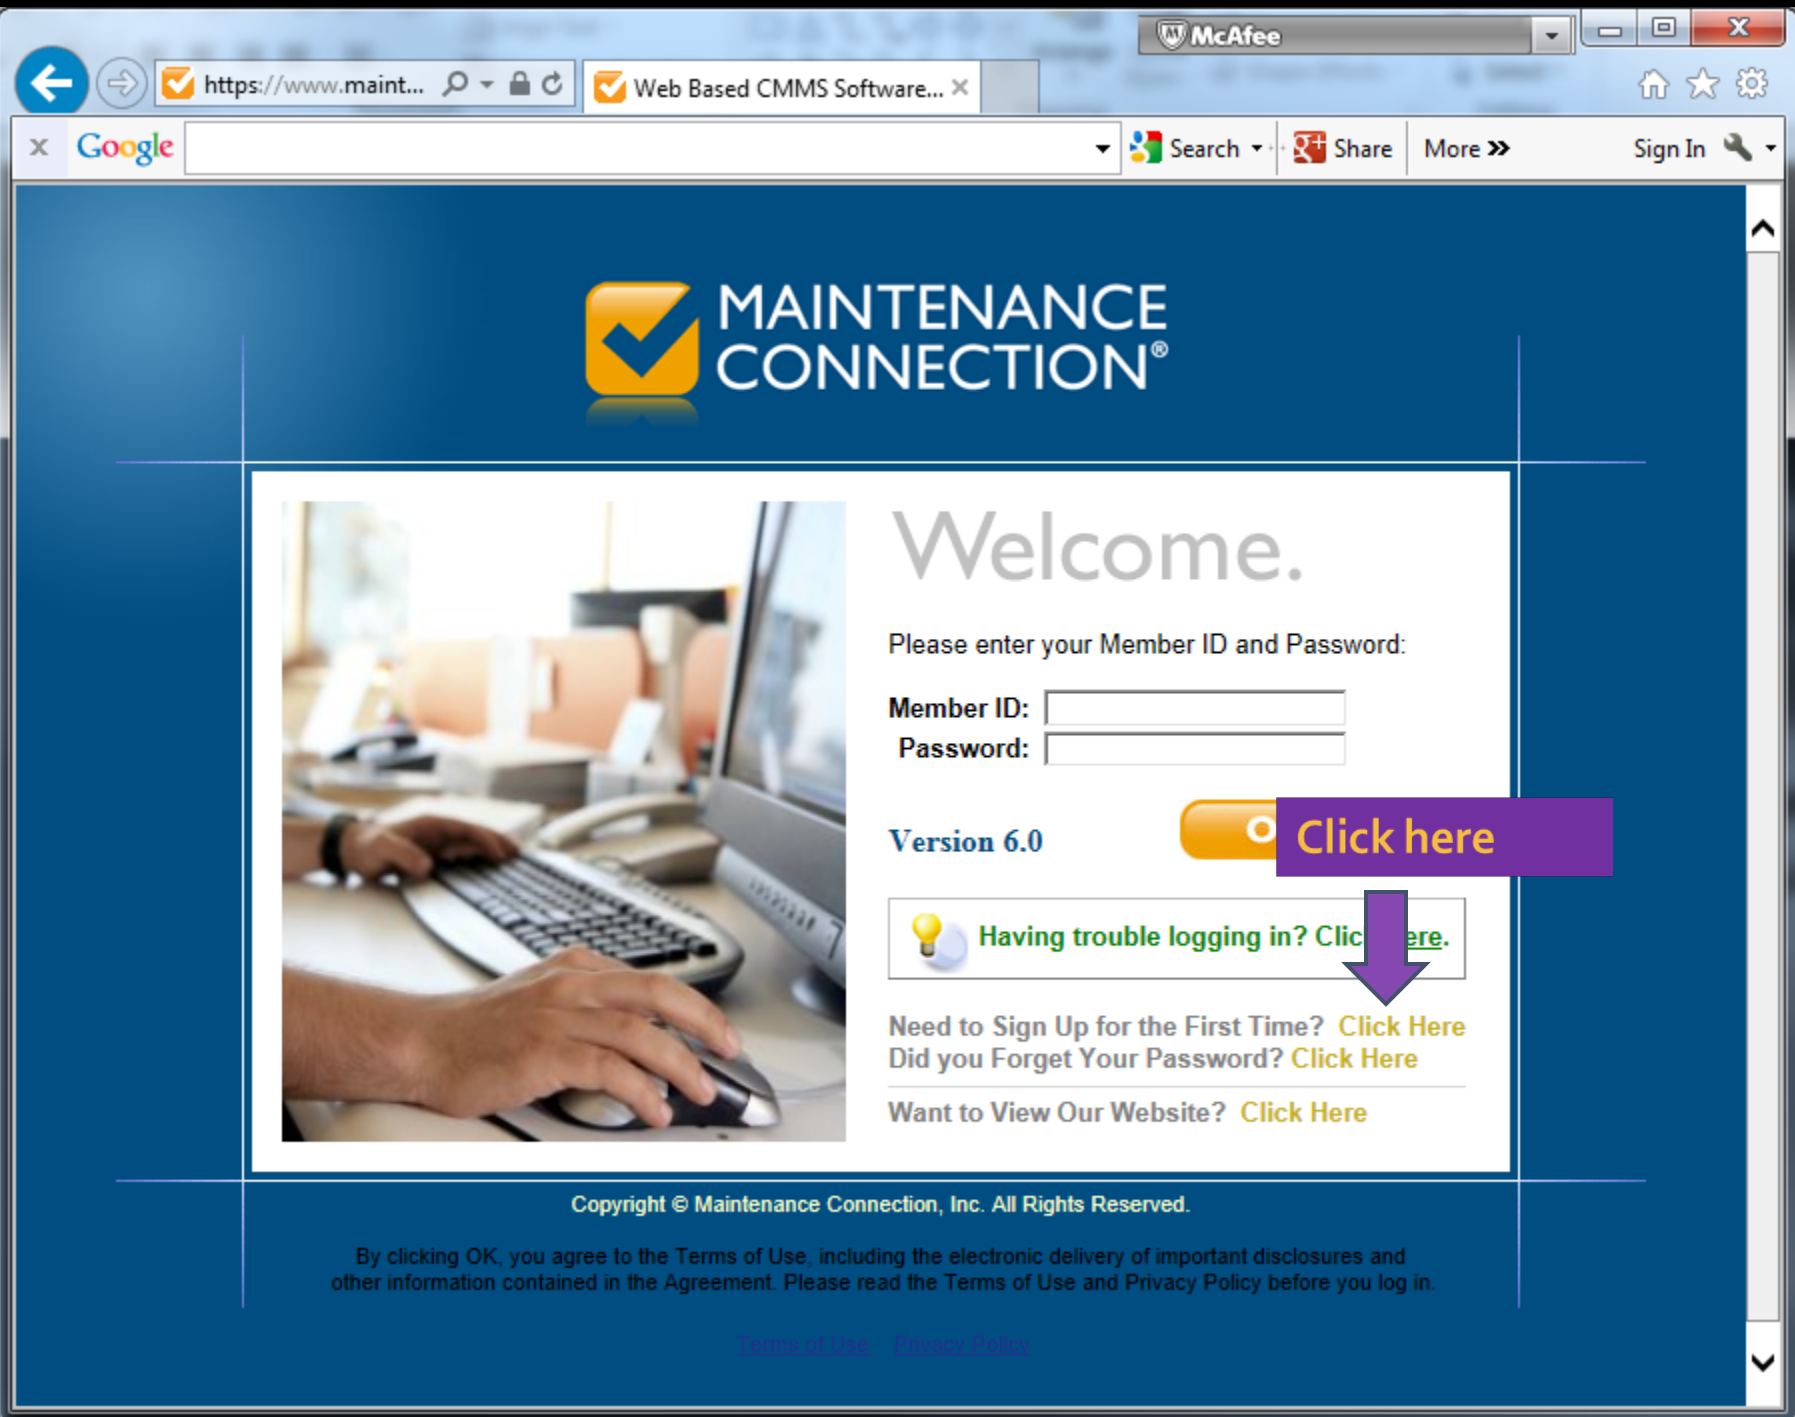 McAfee
https://www.maint...
Web Based CMMS Software...
x Google
Search
Share
More »
Sign In
MAINTENANCE
CONNECTION®
Welcome.
Please enter your Member ID and Password:
Member ID:
Password:
Version 6.0
O
Click here
Having trouble logging in? Clic ere.
Need to Sign Up for the First Time? Click Here
Did you Forget Your Password? Click Here
Want to View Our Website? Click Here
Copyright © Maintenance Connection, Inc. All Rights Reserved.
By clicking OK, you agree to the Terms of Use, including the electronic delivery of important disclosures and
other information contained in the Agreement. Please read the Terms of Use and Privacy Policy before you log in.
Terms of Use Privacy Policy